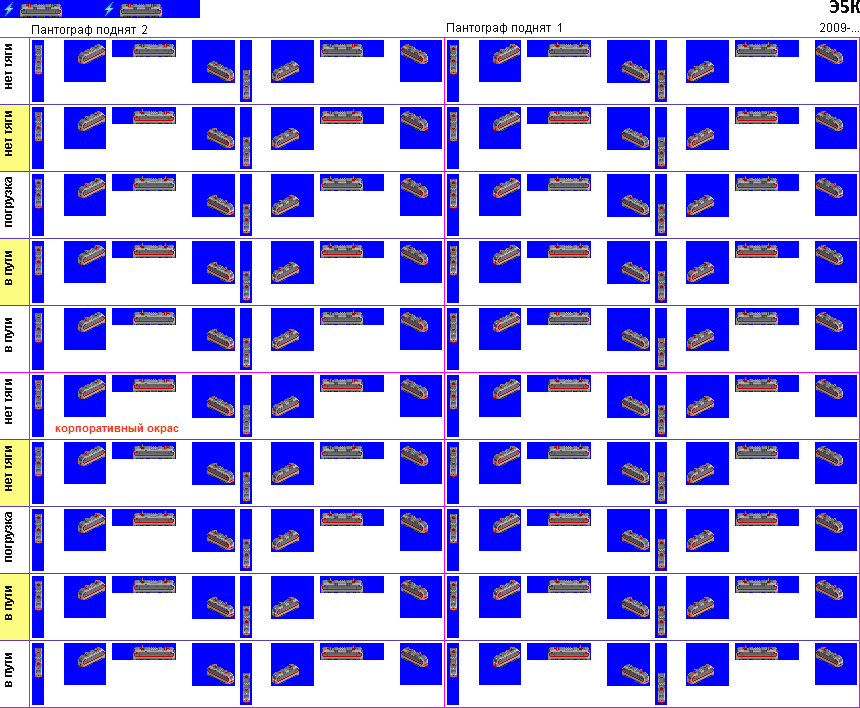 Э5К
Пантограф поднят 2
Пантограф поднят 1
2009-...
нет тяги
нет тяги
погрузка
в пути
в пути
нет тяги
корпоративный окрас
нет тяги
погрузка
в пути
в пути